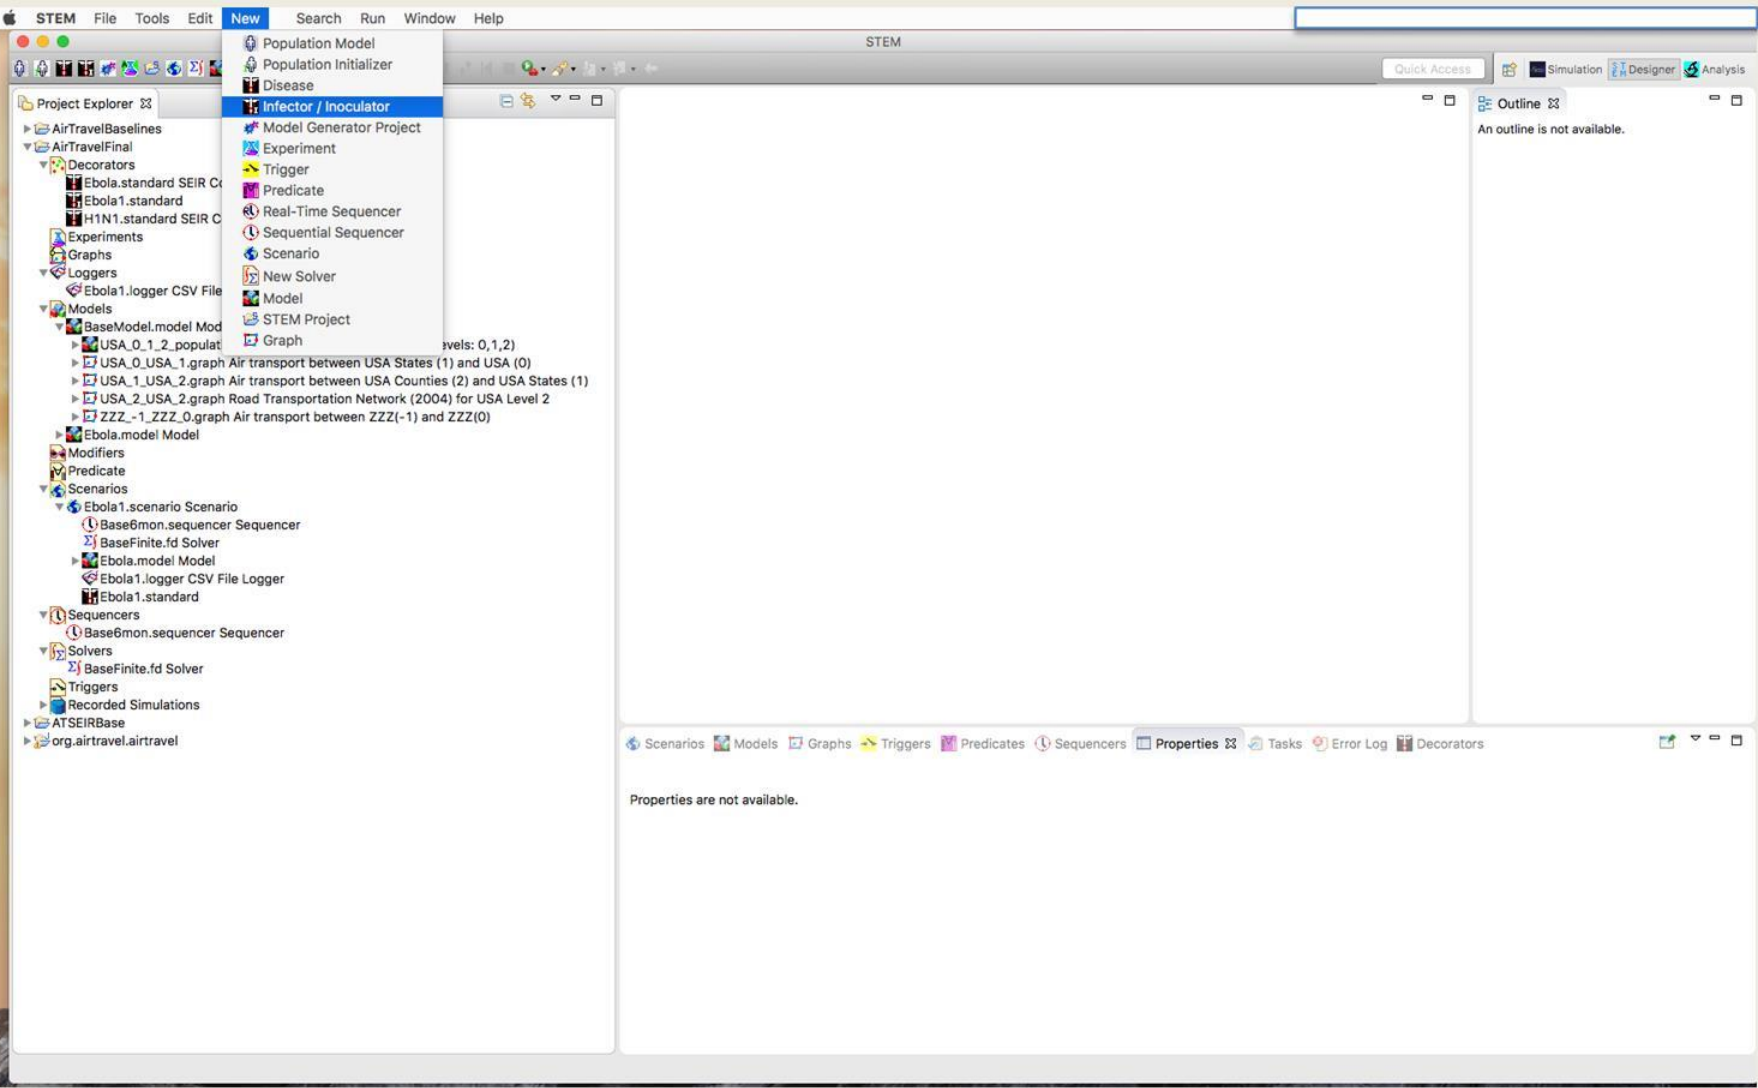 STEM File Tools Edit New Search Run Window Help
STEM
Quick Access Simulation Designer Analysis
Population Model
Population Initializer
Disease
Infector / Inoculator
Model Generator Project
Experiment
Trigger
Predicate
Real-Time Sequencer
Sequential Sequencer
Scenario
New Solver
Model
STEM Project
Graph
Project Explorer
AirTravelBaselines
AirTravelFinal
Decorators
Ebola.standard SEIR
Ebola1.standard
H1N1.standard SEIR
Experiments
Graphs
Loggers
Ebola1.logger CSV File
Models
BaseModel.model
USA_0_1_2_populat evels: 0,1,2)
USA_0_USA_1.graph Air transport between USA States (1) and USA (0)
USA_1_USA_2.graph Air transport between USA Counties (2) and USA States (1)
USA_2_USA_2.graph Road Transportation Network (2004) for USA Level 2
ZZZ_-1_ZZZ_0.graph Air transport between ZZZ(-1) and ZZZ(0)
Ebola.model Model
Modifiers
Predicate
Scenarios
Ebola1.scenario Scenario
Base6mon.sequencer Sequencer
BaseFinite.fd Solver
Ebola.model Model
Ebola1.logger CSV File Logger
Ebola1.standard
Sequencers
Base6mon.sequencer Sequencer
Solvers
BaseFinite.fd Solver
Triggers
Recorded Simulations
ATSEIRBase
org.airtravel.airtravel
Outline
An outline is not available.
Scenarios Models Graphs Triggers Predicates Sequencers Properties Tasks Error Log Decorators
Properties are not available.